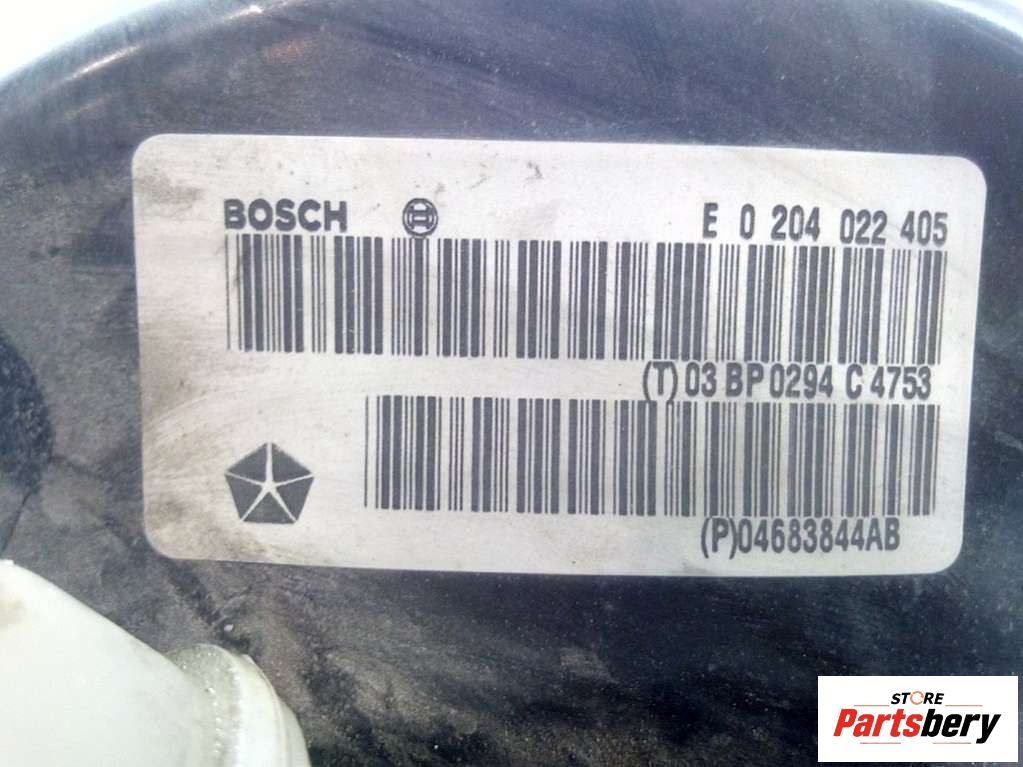 BOSCH E 0 204 022 405
(T) 03 BP 0294 C 4753
(P)04683844AB
STORE
Partsbery